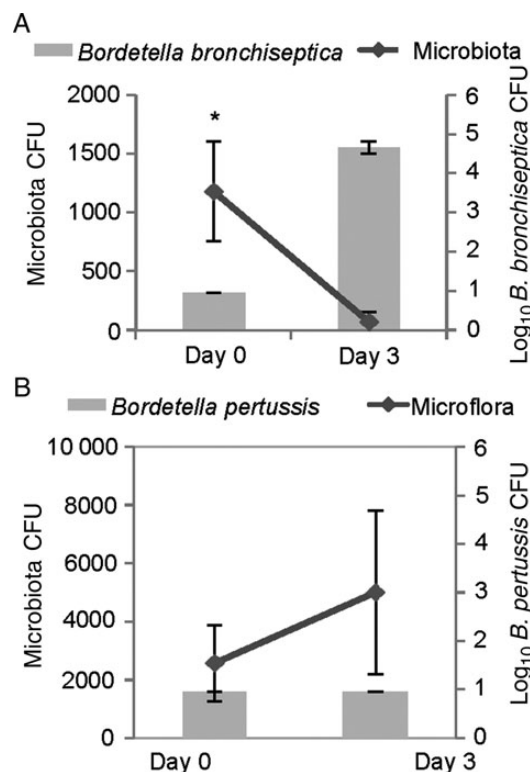 A
Bordetella bronchiseptica Microbiota
2000
1500
1000
500
0
Microbiota CFU
*
6
5
4
3
2
1
0
Log10 B. bronchiseptica CFU
Day 0 Day 3
B
Bordetella pertussis Microflora
10 000
8000
6000
4000
2000
0
Microbiota CFU
6
5
4
3
2
1
0
Log10 B. pertussis CFU
Day 0 Day 3